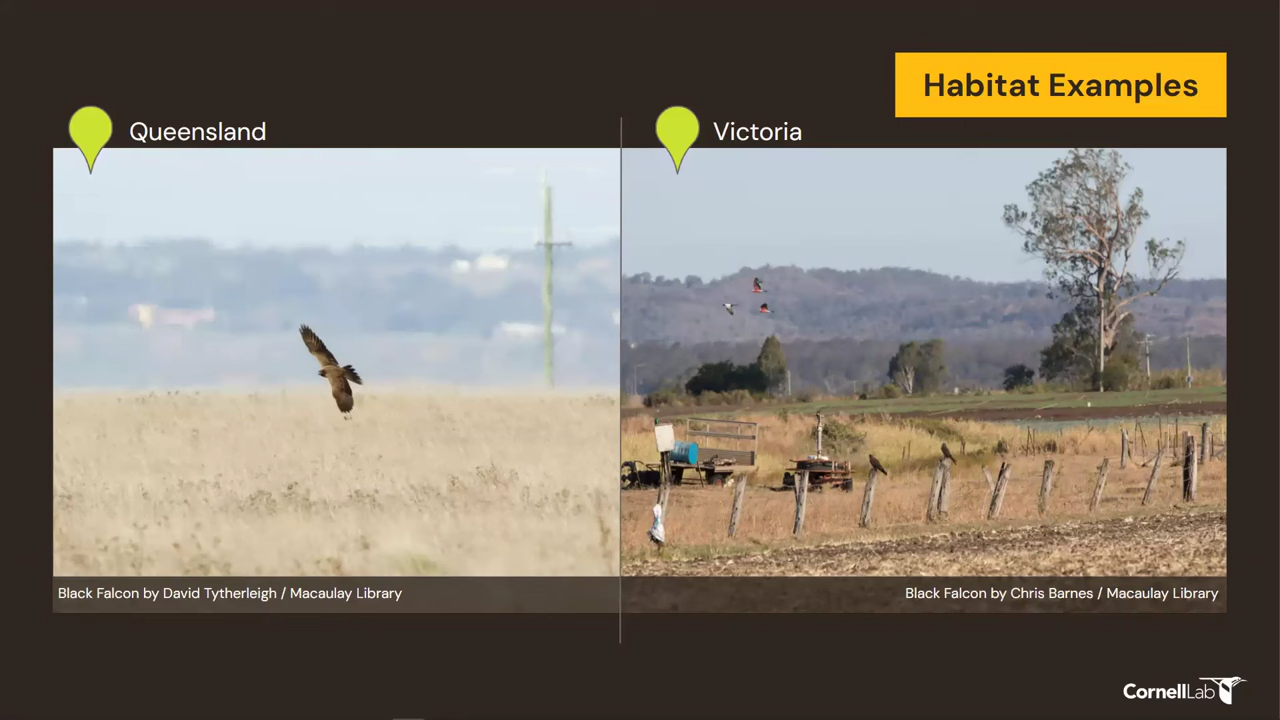 Habitat Examples
Queensland
Victoria
Black Falcon by David Tytherleigh / Macaulay Library
Black Falcon by Chris Barnes / Macaulay Library
CornellLab